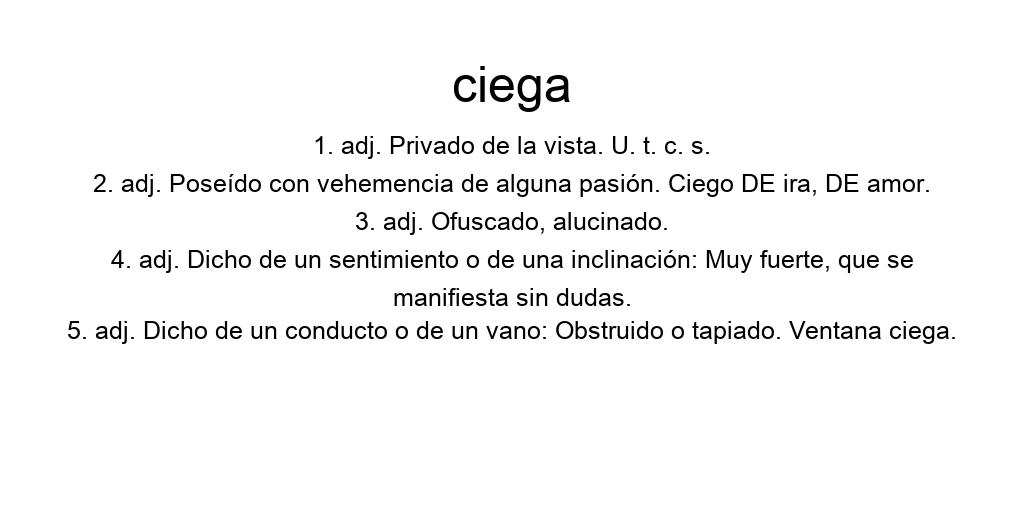 ciega
1. adj. Privado de la vista. U. t. c. s.
2. adj. Poseído con vehemencia de alguna pasión. Ciego DE ira, DE amor.
3. adj. Ofuscado, alucinado.
4. adj. Dicho de un sentimiento o de una inclinación: Muy fuerte, que se
manifiesta sin dudas.
5. adj. Dicho de un conducto o de un vano: Obstruido o tapiado. Ventana ciega.